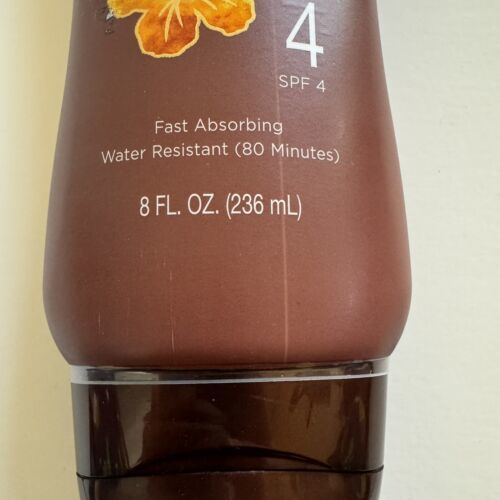 4
SPF 4
Fast Absorbing
Water Resistant (80 Minutes)
8 FL. OZ. (236 mL)